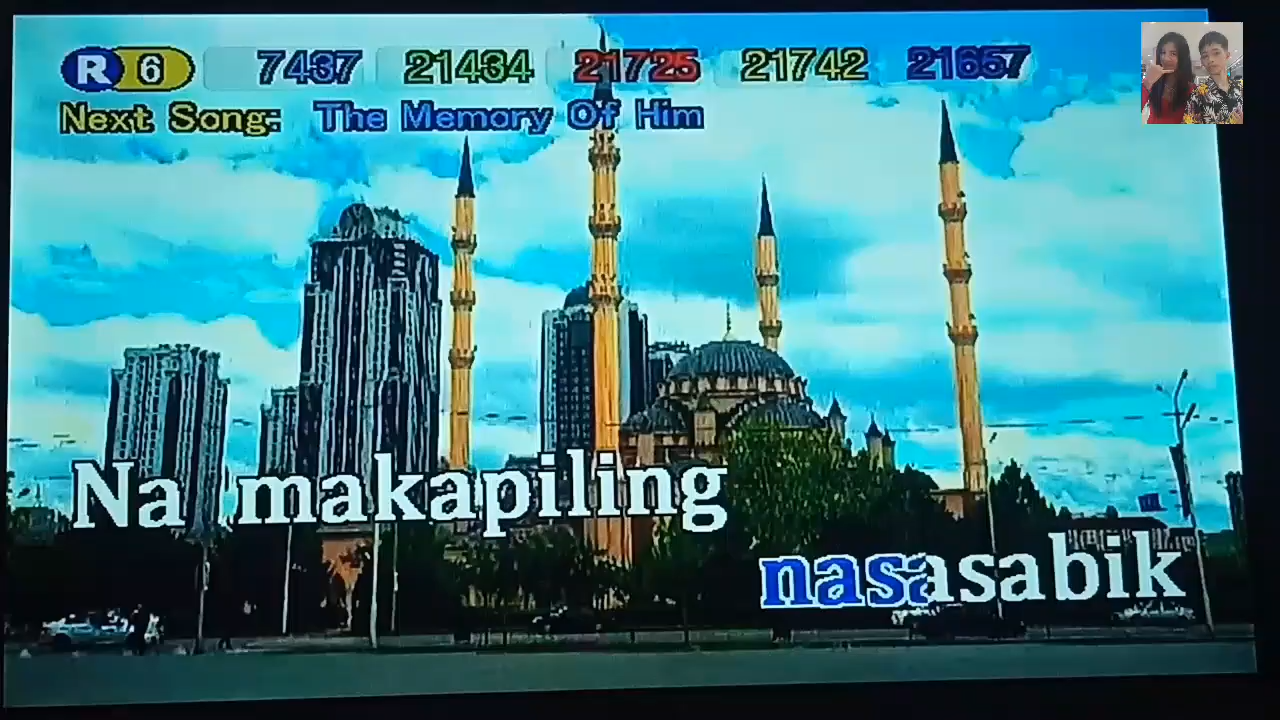 R 6 7437 21434 21725 21742 21657
Next Song: The Memory Of Him
Na makapiling
nasasabik